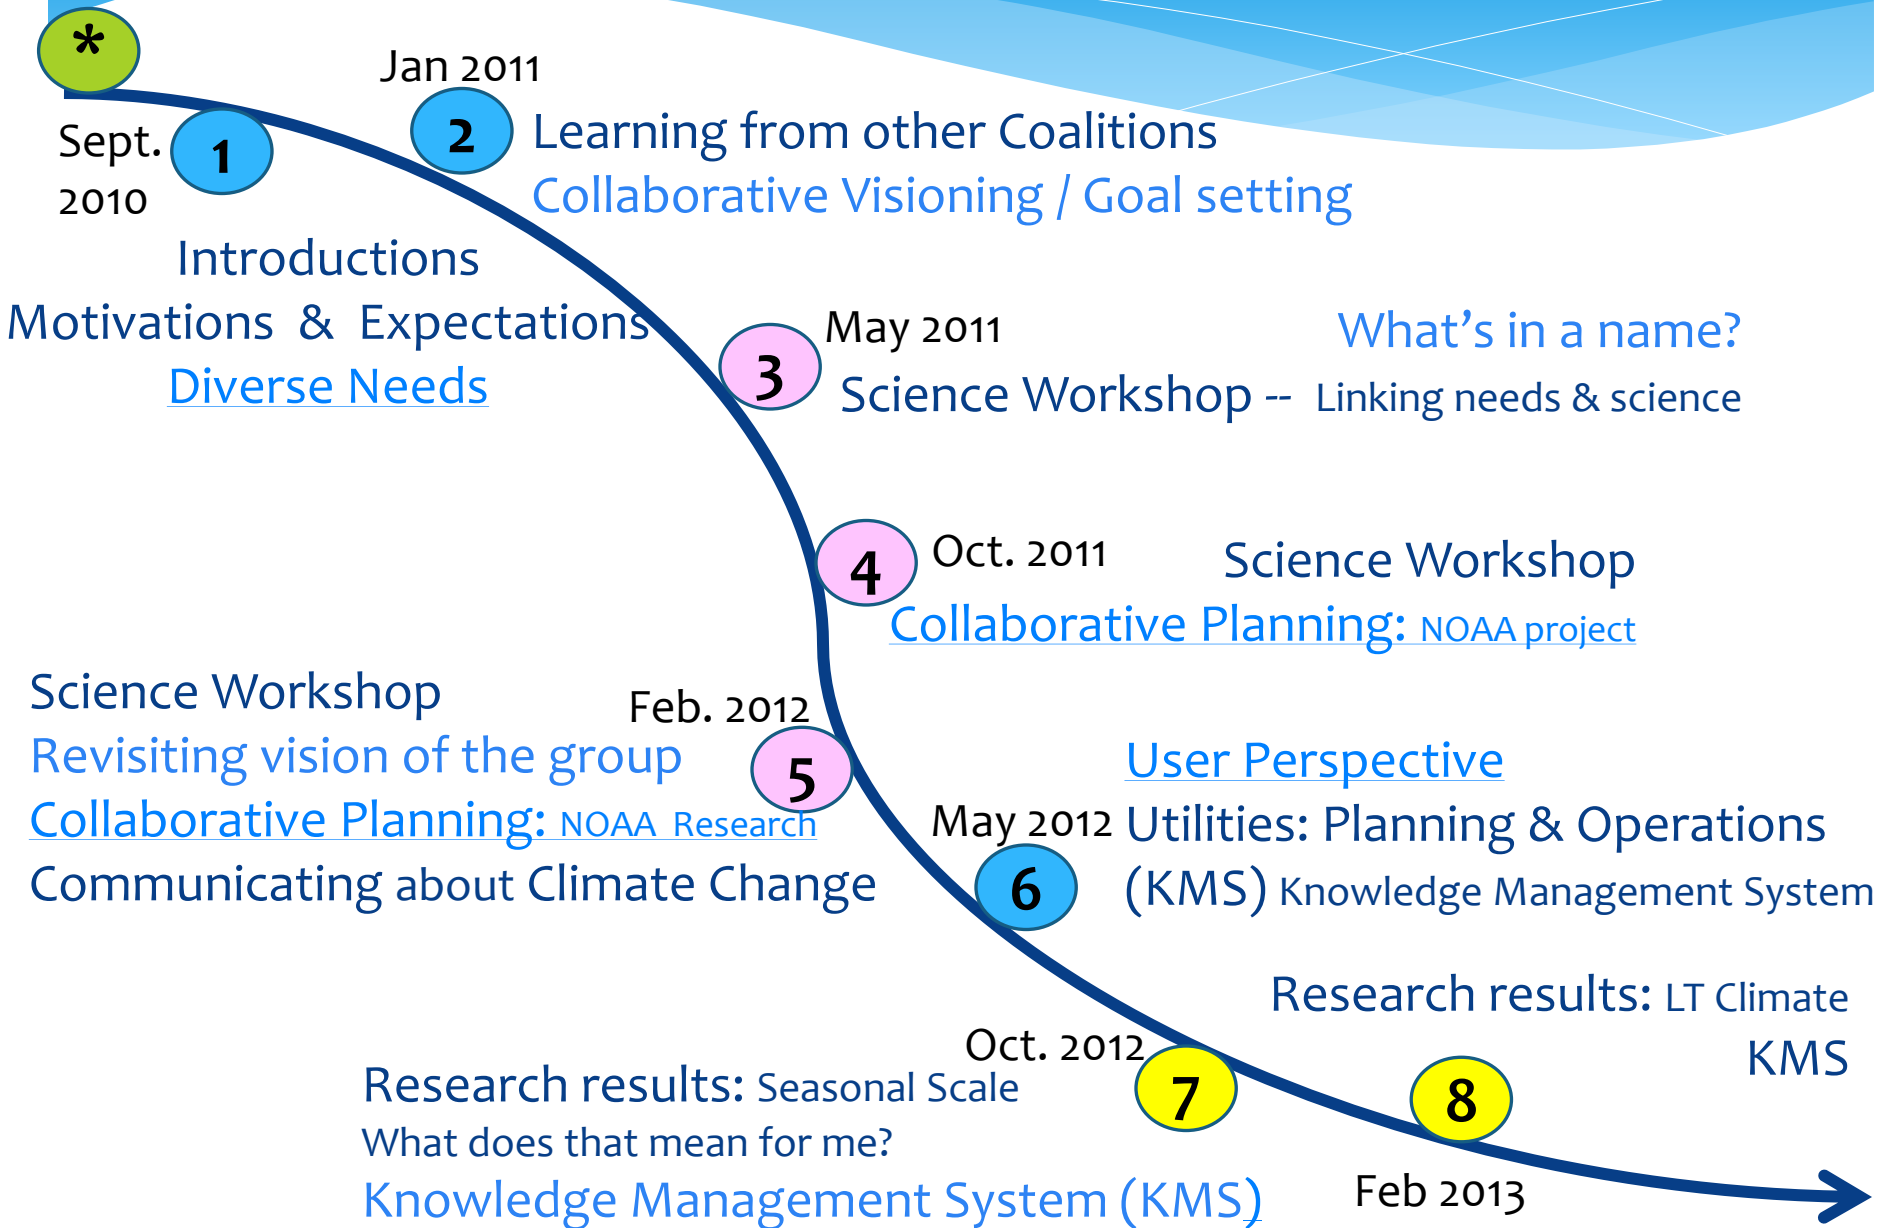 *
Sept.
2010
1
Introductions
Motivations & Expectations
Diverse Needs
Jan 2011
2
Learning from other Coalitions
Collaborative Visioning / Goal setting
3
May 2011
What's in a name?
Science Workshop -- Linking needs & science
4
Oct. 2011
Science Workshop
Collaborative Planning: NOAA project
Feb. 2012
5
Science Workshop
Revisiting vision of the group
Collaborative Planning: NOAA Research
Communicating about Climate Change
May 2012
6
User Perspective
Utilities: Planning & Operations
(KMS) Knowledge Management System
Oct. 2012
7
Research results: Seasonal Scale
What does that mean for me?
Knowledge Management System (KMS)
8
Feb 2013
Research results: LT Climate
KMS